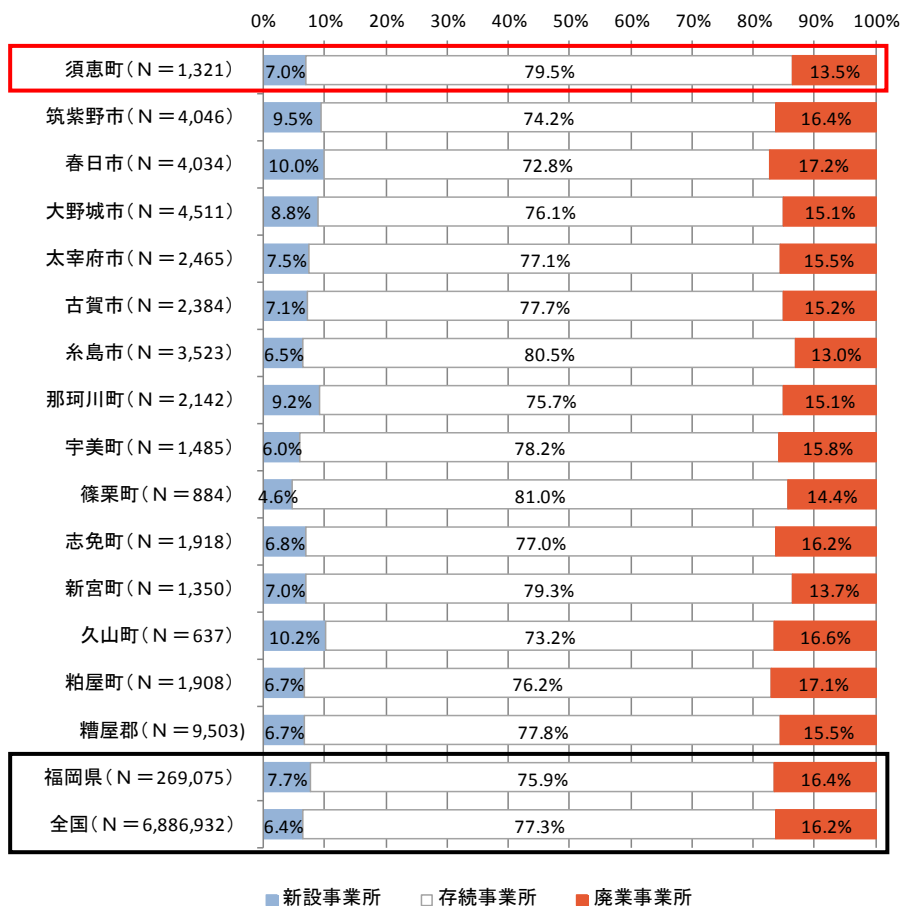 0% 10% 20% 30% 40% 50% 60% 70% 80% 90% 100%
須恵町(N=1,321) 7.0% 79.5% 13.5%
筑紫野市(N=4,046) 9.5% 74.2% 16.4%
春日市(N=4,034) 10.0% 72.8% 17.2%
大野城市(N=4,511) 8.8% 76.1% 15.1%
太宰府市(N=2,465) 7.5% 77.1% 15.5%
古賀市(N=2,384) 7.1% 77.7% 15.2%
糸島市(N=3,523) 6.5% 80.5% 13.0%
那珂川町(N=2,142) 9.2% 75.7% 15.1%
宇美町(N=1,485) 6.0% 78.2% 15.8%
篠栗町(N=884) 4.6% 81.0% 14.4%
志免町(N=1,918) 6.8% 77.0% 16.2%
新宮町(N=1,350) 7.0% 79.3% 13.7%
久山町(N=637) 10.2% 73.2% 16.6%
粕屋町(N=1,908) 6.7% 76.2% 17.1%
糟屋郡(N=9,503) 6.7% 77.8% 15.5%
福岡県(N=269,075) 7.7% 75.9% 16.4%
全国(N=6,886,932) 6.4% 77.3% 16.2%
新設事業所 存続事業所 廃業事業所